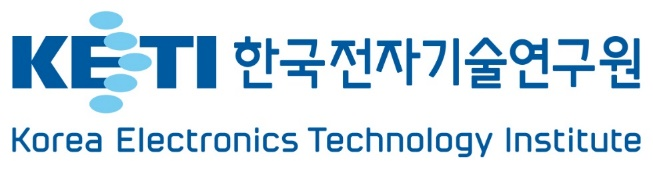 KETI 한국전자기술연구원
Korea Electronics Technology Institute